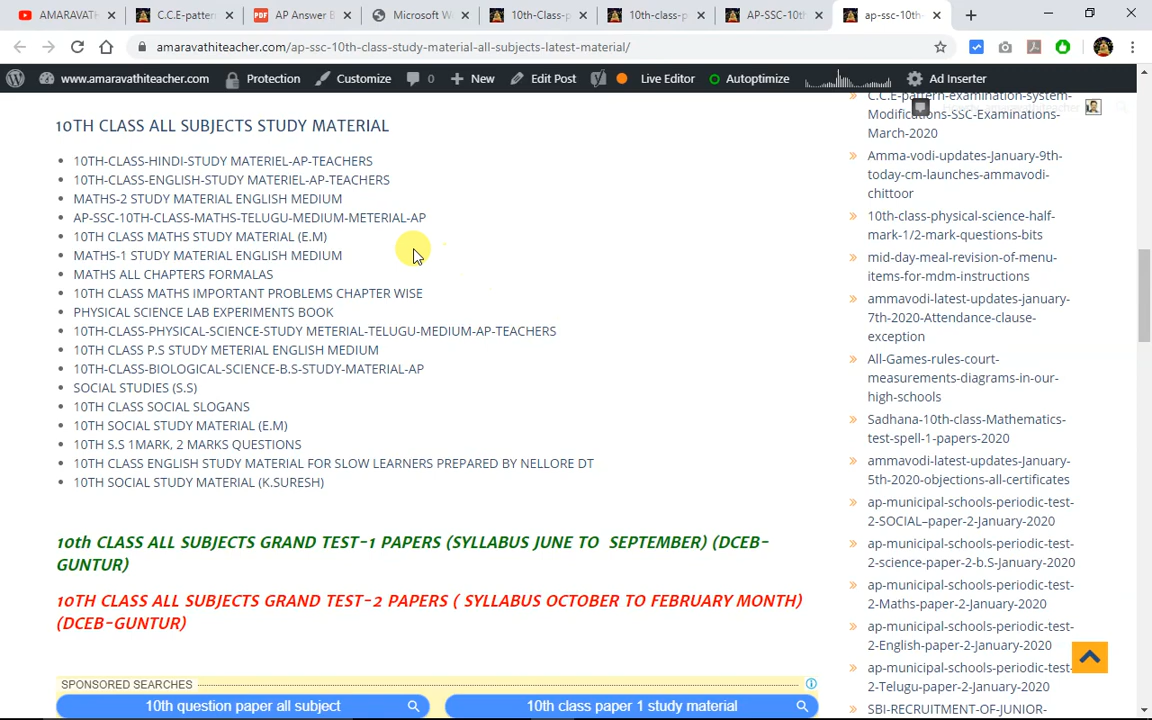 AMARAVATH
C.C.E-patter
PDF AP Answer B
Microsoft W
10th-Class-p
10th-class-p
AP-SSC-10th
ap-ssc-10th
amaravathiteacher.com/ap-ssc-10th-class-study-material-all-subjects-latest-material/
www.amaravathiteacher.com Protection Customize 0 New Edit Post Live Editor Autoptimize Ad Inserter
10TH CLASS ALL SUBJECTS STUDY MATERIAL
10TH-CLASS-HINDI-STUDY MATERIEL-AP-TEACHERS
10TH-CLASS-ENGLISH-STUDY MATERIEL-AP-TEACHERS
MATHS-2 STUDY MATERIAL ENGLISH MEDIUM
AP-SSC-10TH-CLASS-MATHS-TELUGU-MEDIUM-METERIAL-AP
10TH CLASS MATHS STUDY MATERIAL (E.M)
MATHS-1 STUDY MATERIAL ENGLISH MEDIUM
MATHS ALL CHAPTERS FORMALAS
10TH CLASS MATHS IMPORTANT PROBLEMS CHAPTER WISE
PHYSICAL SCIENCE LAB EXPERIMENTS BOOK
10TH-CLASS-PHYSICAL-SCIENCE-STUDY METERIAL-TELUGU-MEDIUM-AP-TEACHERS
10TH CLASS P.S STUDY METERIAL ENGLISH MEDIUM
10TH-CLASS-BIOLOGICAL-SCIENCE-B.S-STUDY-MATERIAL-AP
SOCIAL STUDIES (S.S)
10TH CLASS SOCIAL SLOGANS
10TH SOCIAL STUDY MATERIAL (E.M)
10TH S.S 1MARK, 2 MARKS QUESTIONS
10TH CLASS ENGLISH STUDY MATERIAL FOR SLOW LEARNERS PREPARED BY NELLORE DT
10TH SOCIAL STUDY MATERIAL (K.SURESH)
10th CLASS ALL SUBJECTS GRAND TEST-1 PAPERS (SYLLABUS JUNE TO SEPTEMBER) (DCEB-
GUNTUR)
10TH CLASS ALL SUBJECTS GRAND TEST-2 PAPERS ( SYLLABUS OCTOBER TO FEBRUARY MONTH)
(DCEB-GUNTUR)
SPONSORED SEARCHES
10th question paper all subject
10th class paper 1 study material
C.C.E-pattern-examination-system-
Modifications-SSC-Examinations-
March-2020
Amma-vodi-updates-January-9th-
today-cm-launches-ammavodi-
chittoor
10th-class-physical-science-half-
mark-1/2-mark-questions-bits
mid-day-meal-revision-of-menu-
items-for-mdm-instructions
ammavodi-latest-updates-january-
7th-2020-Attendance-clause-
exception
All-Games-rules-court-
measurements-diagrams-in-our-
high-schools
Sadhana-10th-class-Mathematics-
test-spell-1-papers-2020
ammavodi-latest-updates-January-
5th-2020-objections-all-certificates
ap-municipal-schools-periodic-test-
2-SOCIAL–paper-2-January-2020
ap-municipal-schools-periodic-test-
2-science-paper-2-b.S-January-2020
ap-municipal-schools-periodic-test-
2-Maths-paper-2-January-2020
ap-municipal-schools-periodic-test-
2-English-paper-2-January-2020
ap-municipal-schools-periodic-test-
2-Telugu-paper-2-January-2020
SBI-RECRUITMENT-OF-JUNIOR-